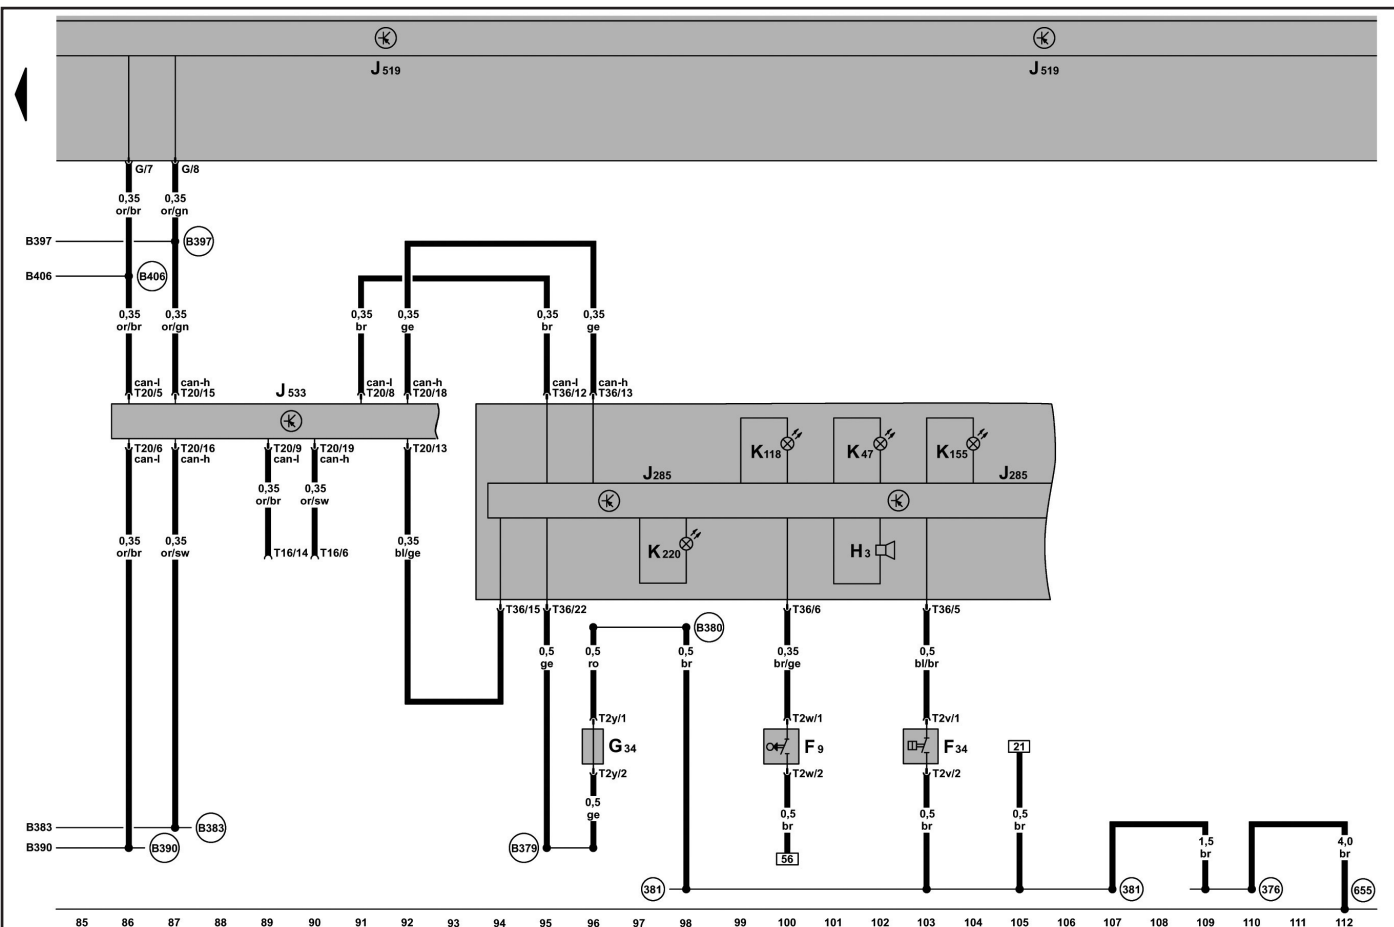 J519 J519
G/7 G/8
0,35 0,35
or/br or/gn
B397 B397
B406 B406
0,35 0,35 0,35 0,35 0,35 0,35
or/br or/gn br ge br ge
can-l can-h can-l can-h can-l can-h
T20/5 T20/15 J533 T20/8 T20/18 T36/12 T36/13
T20/6 T20/16 T20/9 T20/19 T20/13
can-l can-h can-l can-h
K118 K47 K155
J285 J285
0,35 0,35
or/br or/sw
0,35 0,35 0,35
or/br or/sw bl/ge
T16/14 T16/6
K220 H3
T36/15 T36/22 T36/6 T36/5
B380
0,5 0,5 0,5 0,35 0,5
ge ro br br/ge bl/br
T2y/1 T2w/1 T2v/1
G34 F9 F34 21
T2y/2 T2w/2 T2v/2
0,5
ge
0,5 0,5 0,5
br br br
B383 B383
B390 B390 B379
56
1,5 4,0
br br
381 381 376 655
85 86 87 88 89 90 91 92 93 94 95 96 97 98 99 100 101 102 103 104 105 106 107 108 109 110 111 112